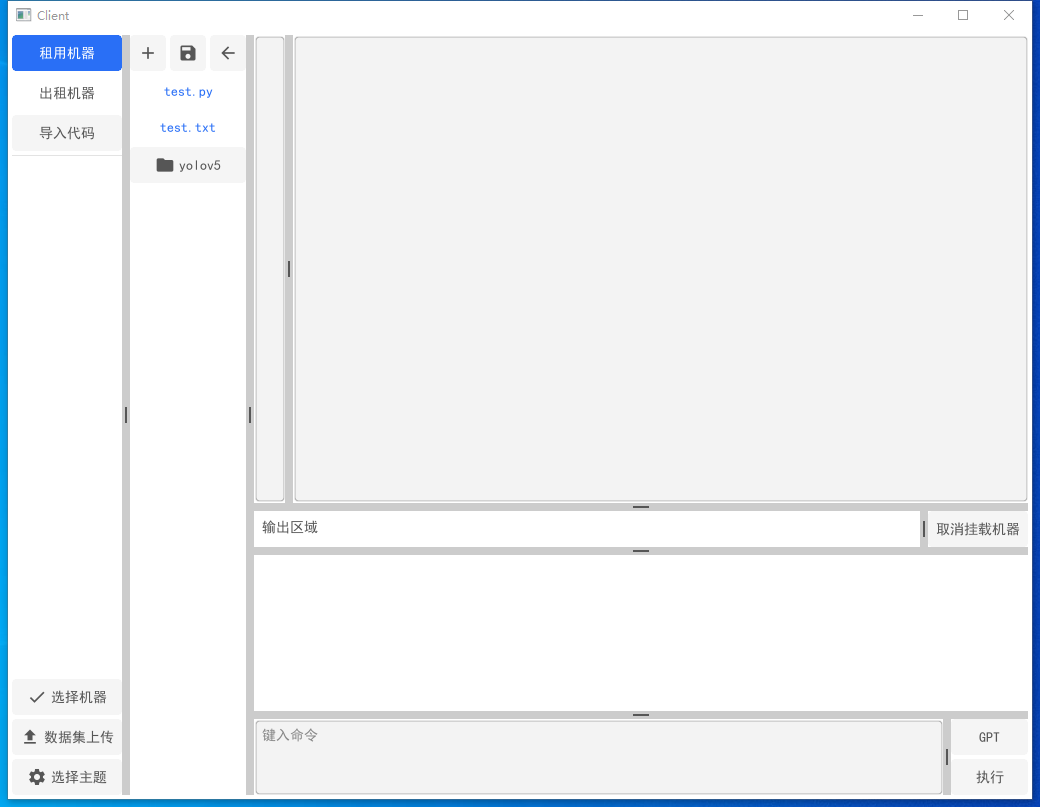 Client
租用机器
出租机器
导入代码
test.py
test.txt
yolov5
输出区域
取消挂载机器
选择机器
数据集上传
选择主题
键入命令
GPT
执行